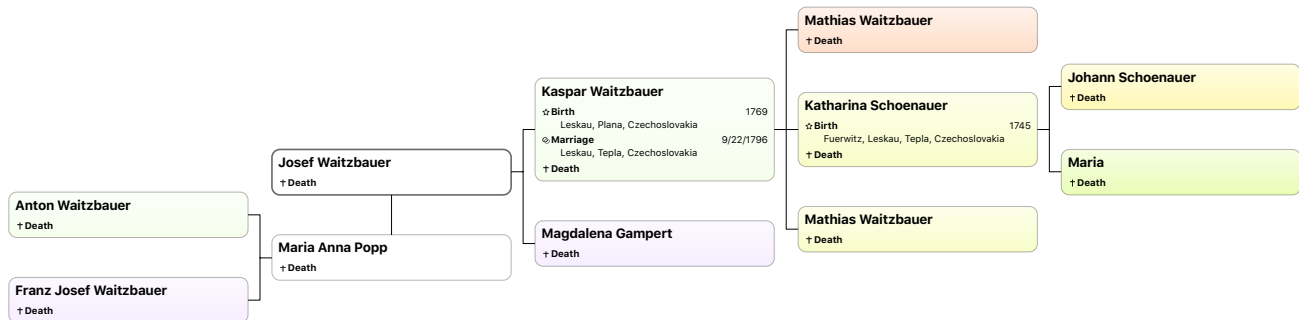 Anton Waitzbauer
† Death
Franz Josef Waitzbauer
† Death
Josef Waitzbauer
† Death
Maria Anna Popp
† Death
Kaspar Waitzbauer
☆ Birth 1769
Leskau, Plana, Czechoslovakia
⚭ Marriage 9/22/1796
Leskau, Tepla, Czechoslovakia
† Death
Magdalena Gampert
† Death
Mathias Waitzbauer
† Death
Katharina Schoenauer
☆ Birth 1745
Fuerwitz, Leskau, Tepla, Czechoslovakia
† Death
Mathias Waitzbauer
† Death
Johann Schoenauer
† Death
Maria
† Death